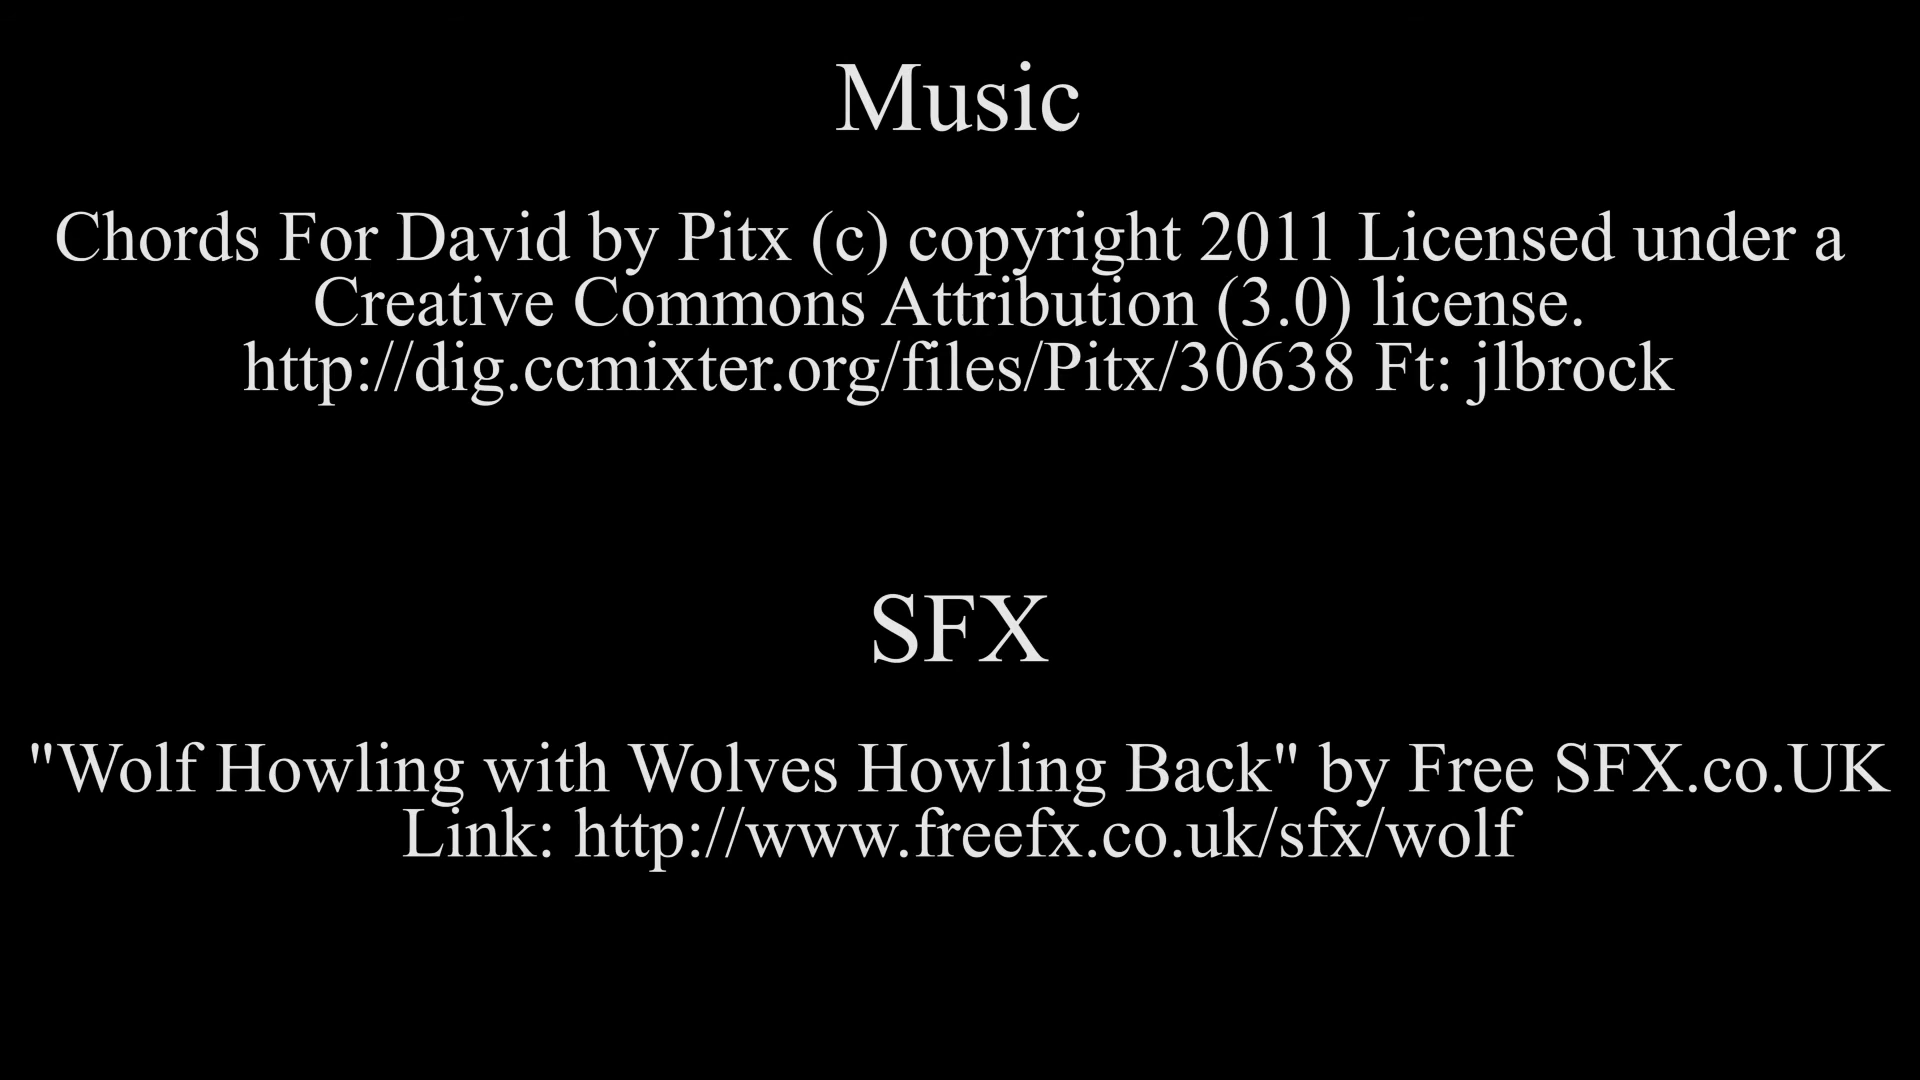 Music
Chords For David by Pitx (c) copyright 2011 Licensed under a
Creative Commons Attribution (3.0) license.
http://dig.ccmixter.org/files/Pitx/30638 Ft: jlbrock
SFX
"Wolf Howling with Wolves Howling Back" by Free SFX.co.UK
Link: http://www.freefx.co.uk/sfx/wolf